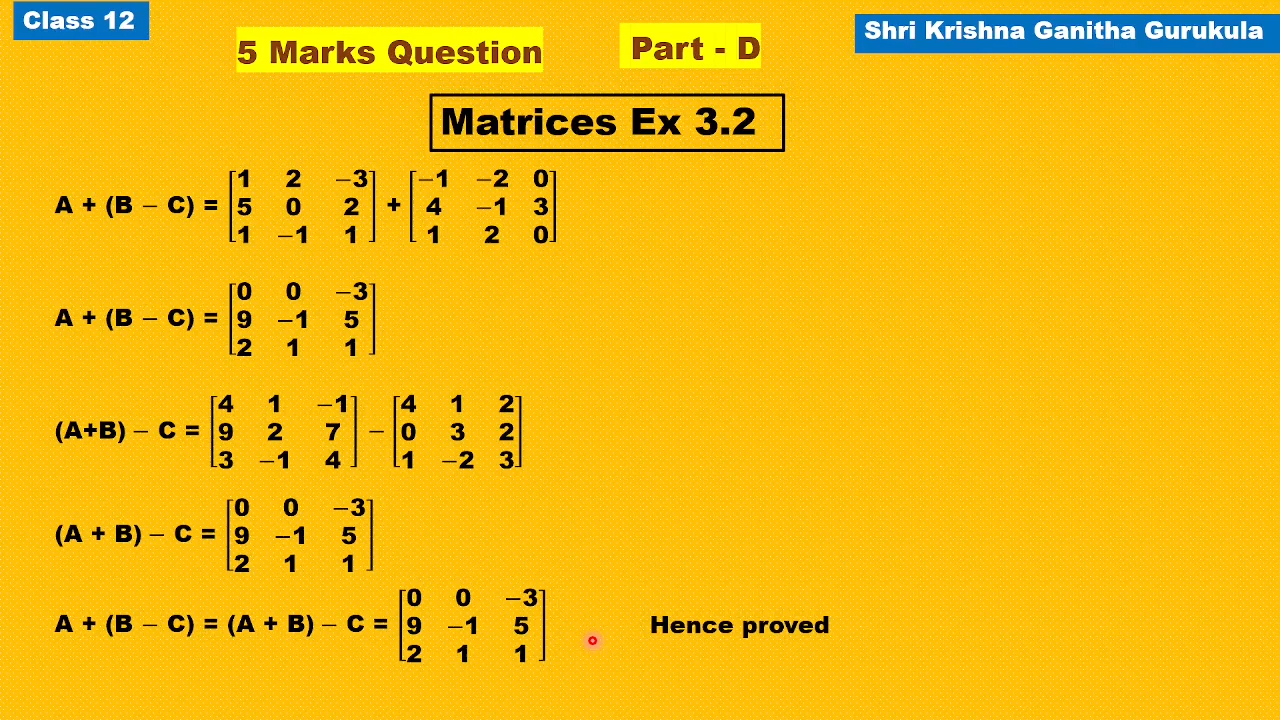 Class 12
5 Marks Question
Part - D
Shri Krishna Ganitha Gurukula
Matrices Ex 3.2
A + (B − C) = [1 2 −3; 5 0 2; 1 −1 1] + [−1 −2 0; 4 −1 3; 1 2 0]
A + (B − C) = [0 0 −3; 9 −1 5; 2 1 1]
(A+B) − C = [4 1 −1; 9 2 7; 3 −1 4] − [4 1 2; 0 3 2; 1 −2 3]
(A + B) − C = [0 0 −3; 9 −1 5; 2 1 1]
A + (B − C) = (A + B) − C = [0 0 −3; 9 −1 5; 2 1 1] Hence proved